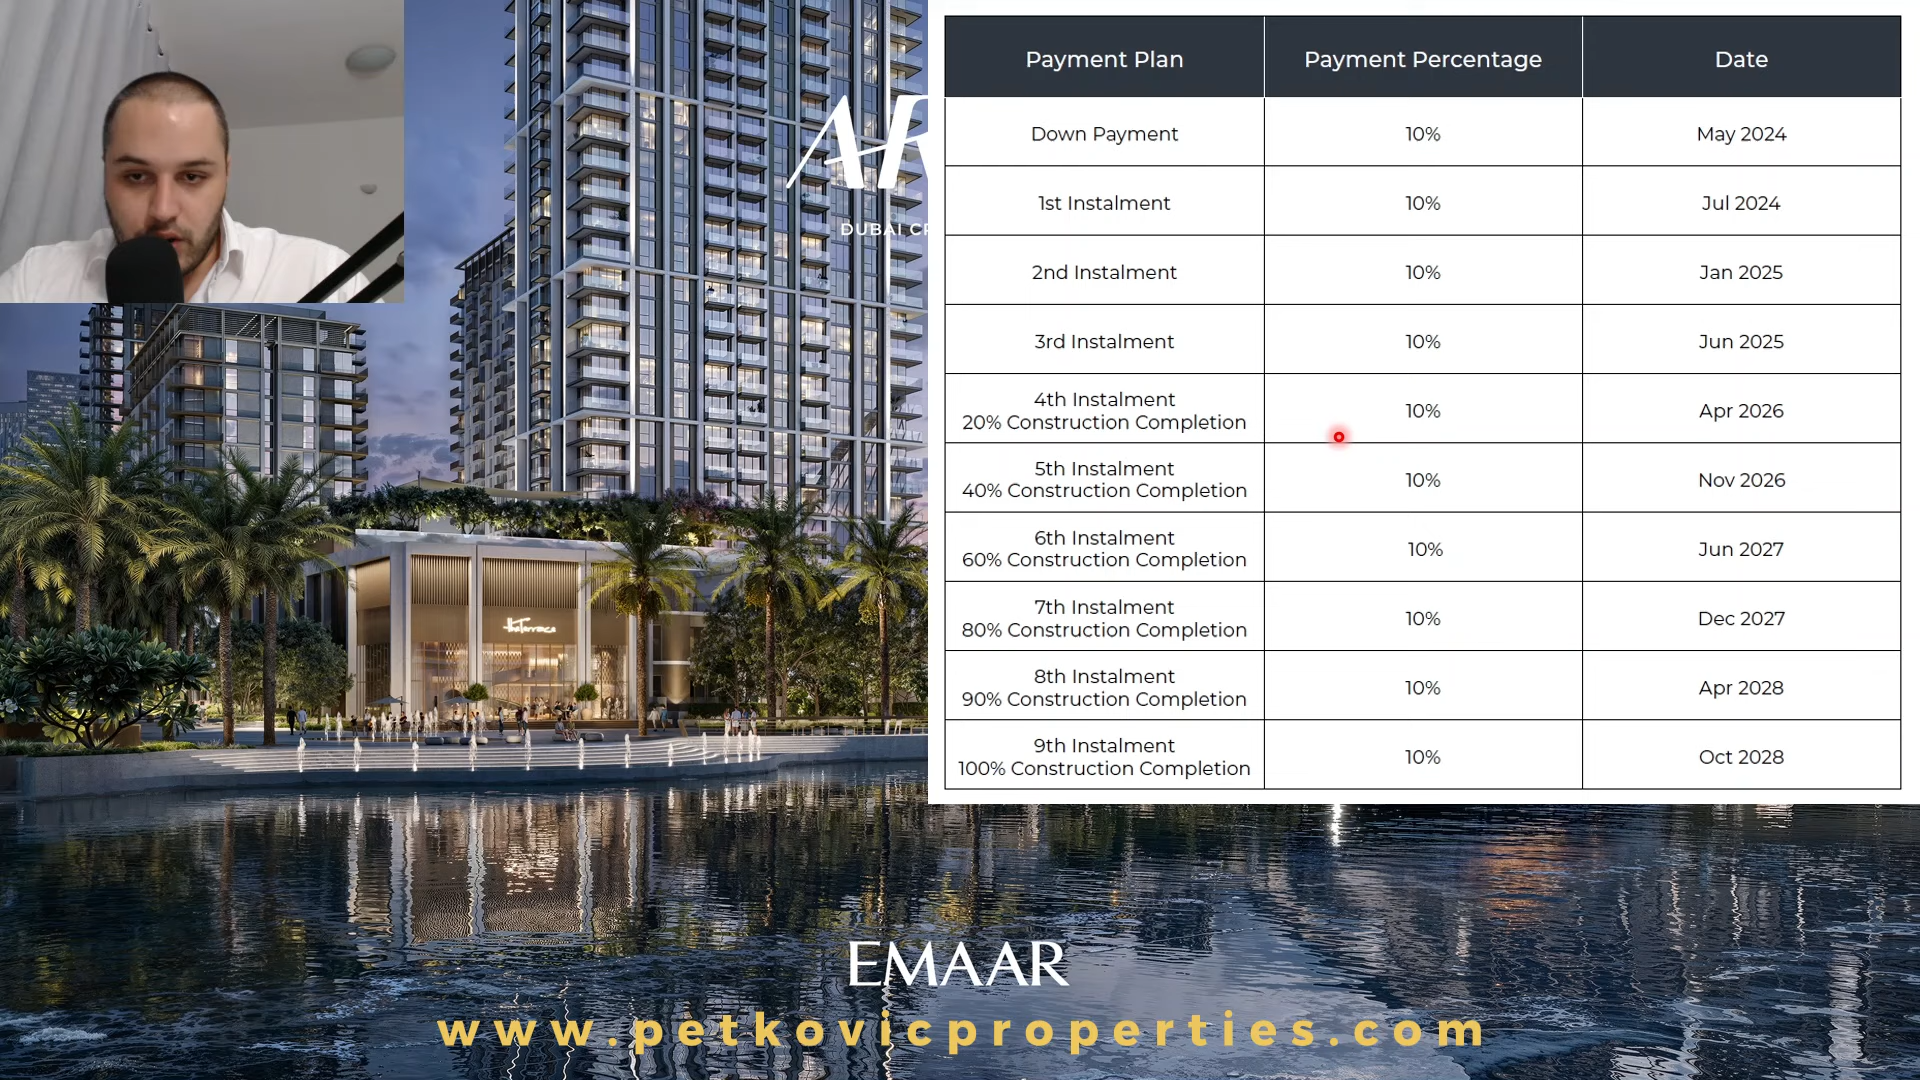 Payment Plan Payment Percentage Date
Down Payment 10% May 2024
1st Instalment 10% Jul 2024
2nd Instalment 10% Jan 2025
3rd Instalment 10% Jun 2025
4th Instalment
20% Construction Completion 10% Apr 2026
5th Instalment
40% Construction Completion 10% Nov 2026
6th Instalment
60% Construction Completion 10% Jun 2027
7th Instalment
80% Construction Completion 10% Dec 2027
8th Instalment
90% Construction Completion 10% Apr 2028
9th Instalment
100% Construction Completion 10% Oct 2028
DUBAI
the Terrace
EMAAR
www.petkovicproperties.com